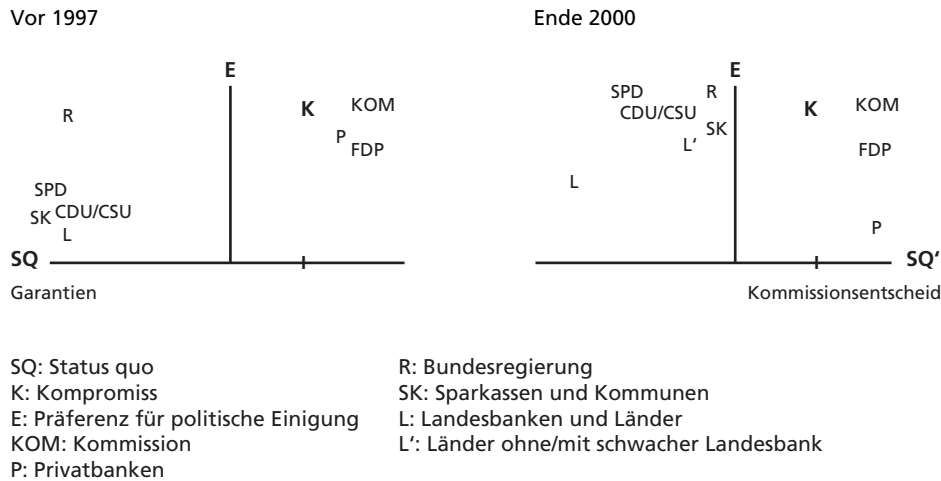 Vor 1997
Ende 2000
E
K
KOM
R
P
FDP
SPD
SK CDU/CSU
L
SQ
Garantien
E
SPD
R
CDU/CSU
K
KOM
SK
L‘
FDP
L
P
SQ'
Kommissionsentscheid
SQ: Status quo
K: Kompromiss
E: Präferenz für politische Einigung
KOM: Kommission
P: Privatbanken
R: Bundesregierung
SK: Sparkassen und Kommunen
L: Landesbanken und Länder
L‘: Länder ohne/mit schwacher Landesbank